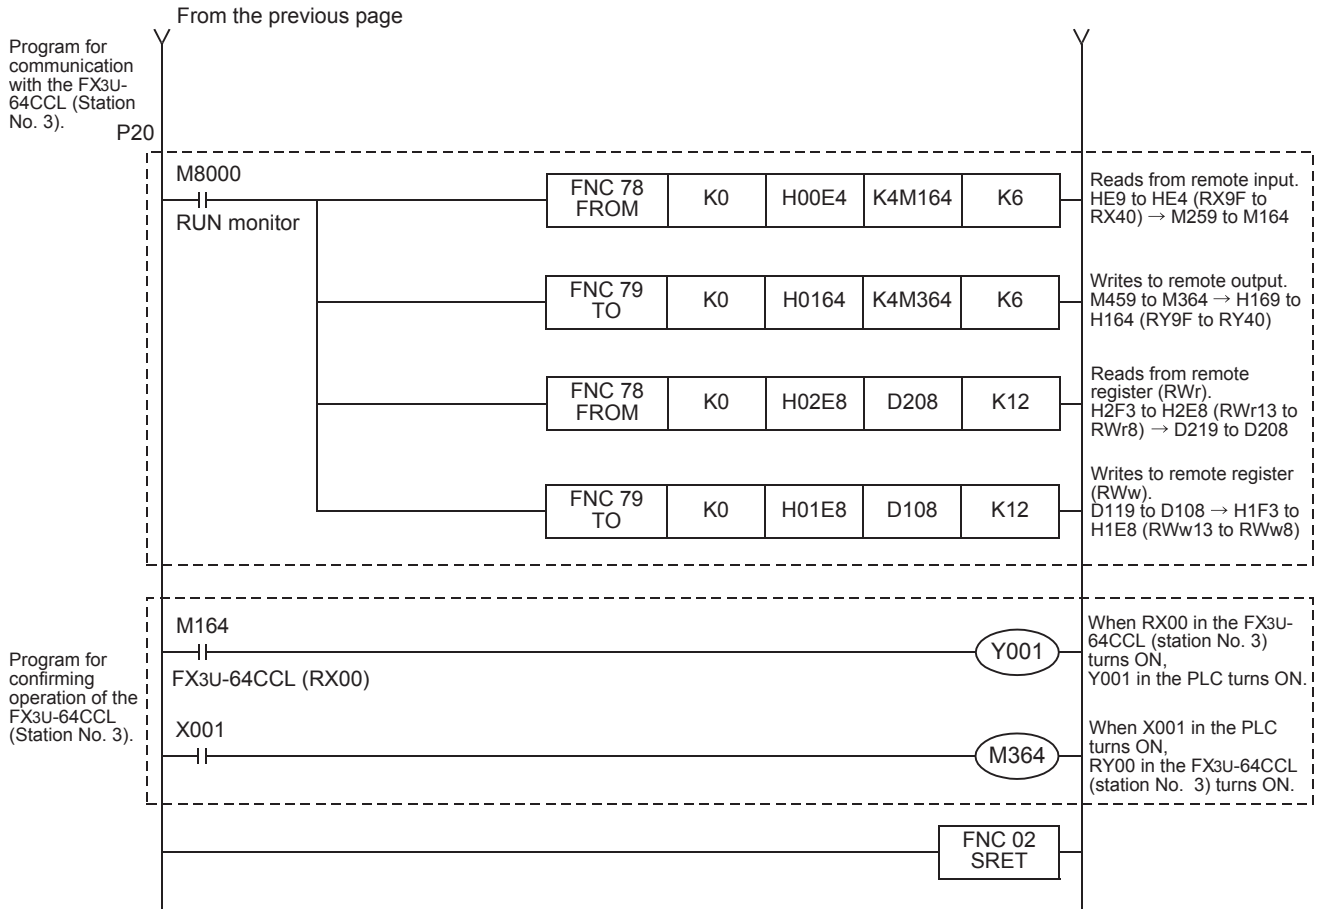 From the previous page
Program for
communication
with the FX3U-
64CCL (Station
No. 3).
P20
M8000
RUN monitor
FNC 78
FROM
K0
H00E4
K4M164
K6
Reads from remote input.
HE9 to HE4 (RX9F to
RX40) → M259 to M164
FNC 79
TO
K0
H0164
K4M364
K6
Writes to remote output.
M459 to M364 → H169 to
H164 (RY9F to RY40)
FNC 78
FROM
K0
H02E8
D208
K12
Reads from remote
register (RWr).
H2F3 to H2E8 (RWr13 to
RWr8) → D219 to D208
FNC 79
TO
K0
H01E8
D108
K12
Writes to remote register
(RWw).
D119 to D108 → H1F3 to
H1E8 (RWw13 to RWw8)
Program for
confirming
operation of the
FX3U-64CCL
(Station No. 3).
M164
FX3U-64CCL (RX00)
Y001
When RX00 in the FX3U-
64CCL (station No. 3)
turns ON,
Y001 in the PLC turns ON.
X001
M364
When X001 in the PLC
turns ON,
RY00 in the FX3U-64CCL
(station No. 3) turns ON.
FNC 02
SRET